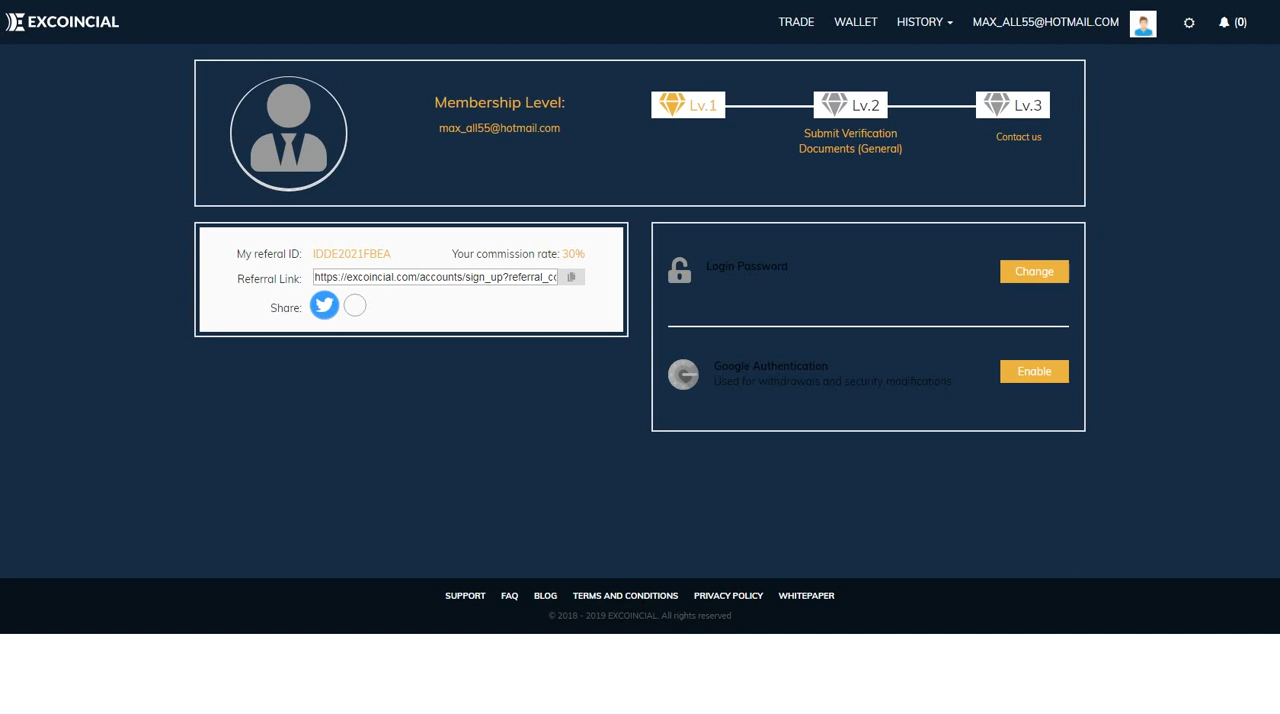 EXCOINCIAL
TRADE WALLET HISTORY MAX_ALL55@HOTMAIL.COM (0)
Membership Level:
max_all55@hotmail.com
Lv.1 Lv.2 Lv.3
Submit Verification
Documents (General)
Contact us
My referal ID: IDDE2021FBEA Your commission rate: 30%
Referral Link: https://excoincial.com/accounts/sign_up?referral_co
Share:
Login Password
Change
Google Authentication
Used for withdrawals and security modifications
Enable
SUPPORT FAQ BLOG TERMS AND CONDITIONS PRIVACY POLICY WHITEPAPER
© 2018 - 2019 EXCOINCIAL. All rights reserved